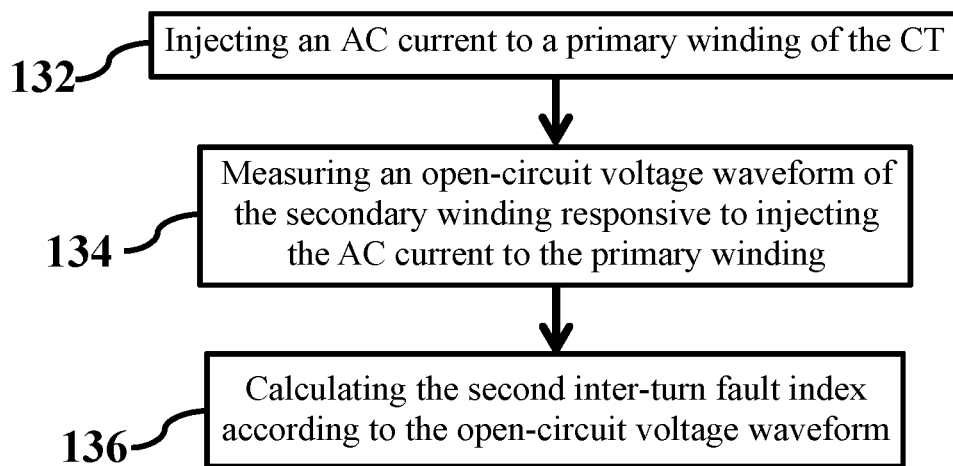 Injecting an AC current to a primary winding of the CT
132
Measuring an open-circuit voltage waveform of
the secondary winding responsive to injecting
the AC current to the primary winding
134
Calculating the second inter-turn fault index
according to the open-circuit voltage waveform
136